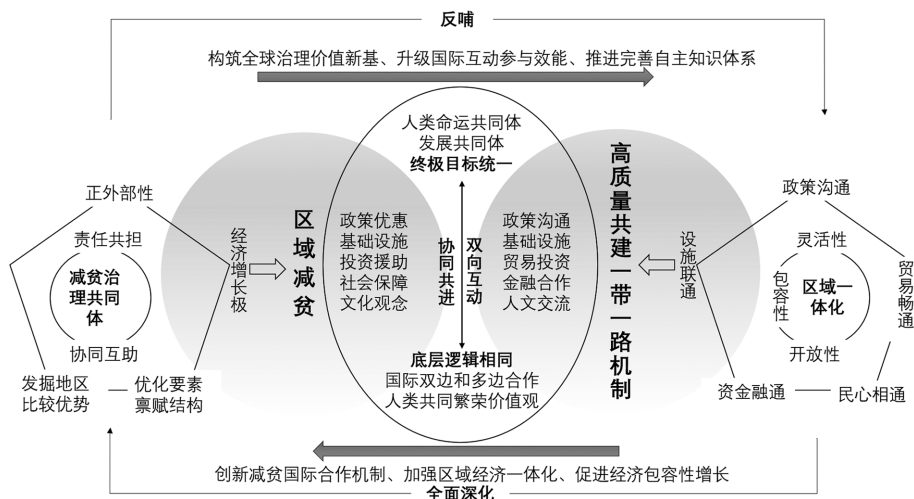 反哺
构筑全球治理价值新基、升级国际互动参与效能、推进完善自主知识体系
人类命运共同体
发展共同体
终极目标统一
正外部性
责任共担
减贫治
理共同
体
协同互助
发掘地区
比较优势
优化要素
禀赋结构
经济增长极
区域减贫
政策优惠
基础设施
投资援助
社会保障
文化观念
协同共进
双向互动
政策沟通
基础设施
贸易投资
金融合作
人文交流
底层逻辑相同
国际双边和多边合作
人类共同繁荣价值观
高质量共建一带一路机制
设施联通
政策沟通
灵活性
包容性
区域一
体化
开放性
贸易畅通
资金融通
民心相通
创新减贫国际合作机制、加强区域经济一体化、促进经济包容性增长
全面深化